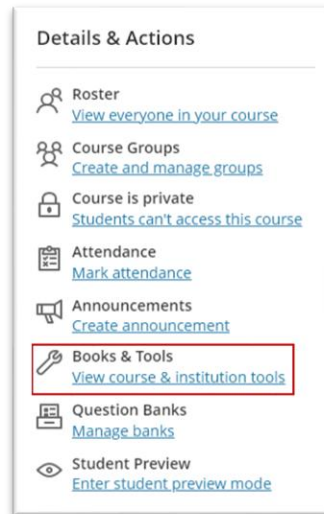 Details & Actions
Roster
View everyone in your course
Course Groups
Create and manage groups
Course is private
Students can't access this course
Attendance
Mark attendance
Announcements
Create announcement
Books & Tools
View course & institution tools
Question Banks
Manage banks
Student Preview
Enter student preview mode